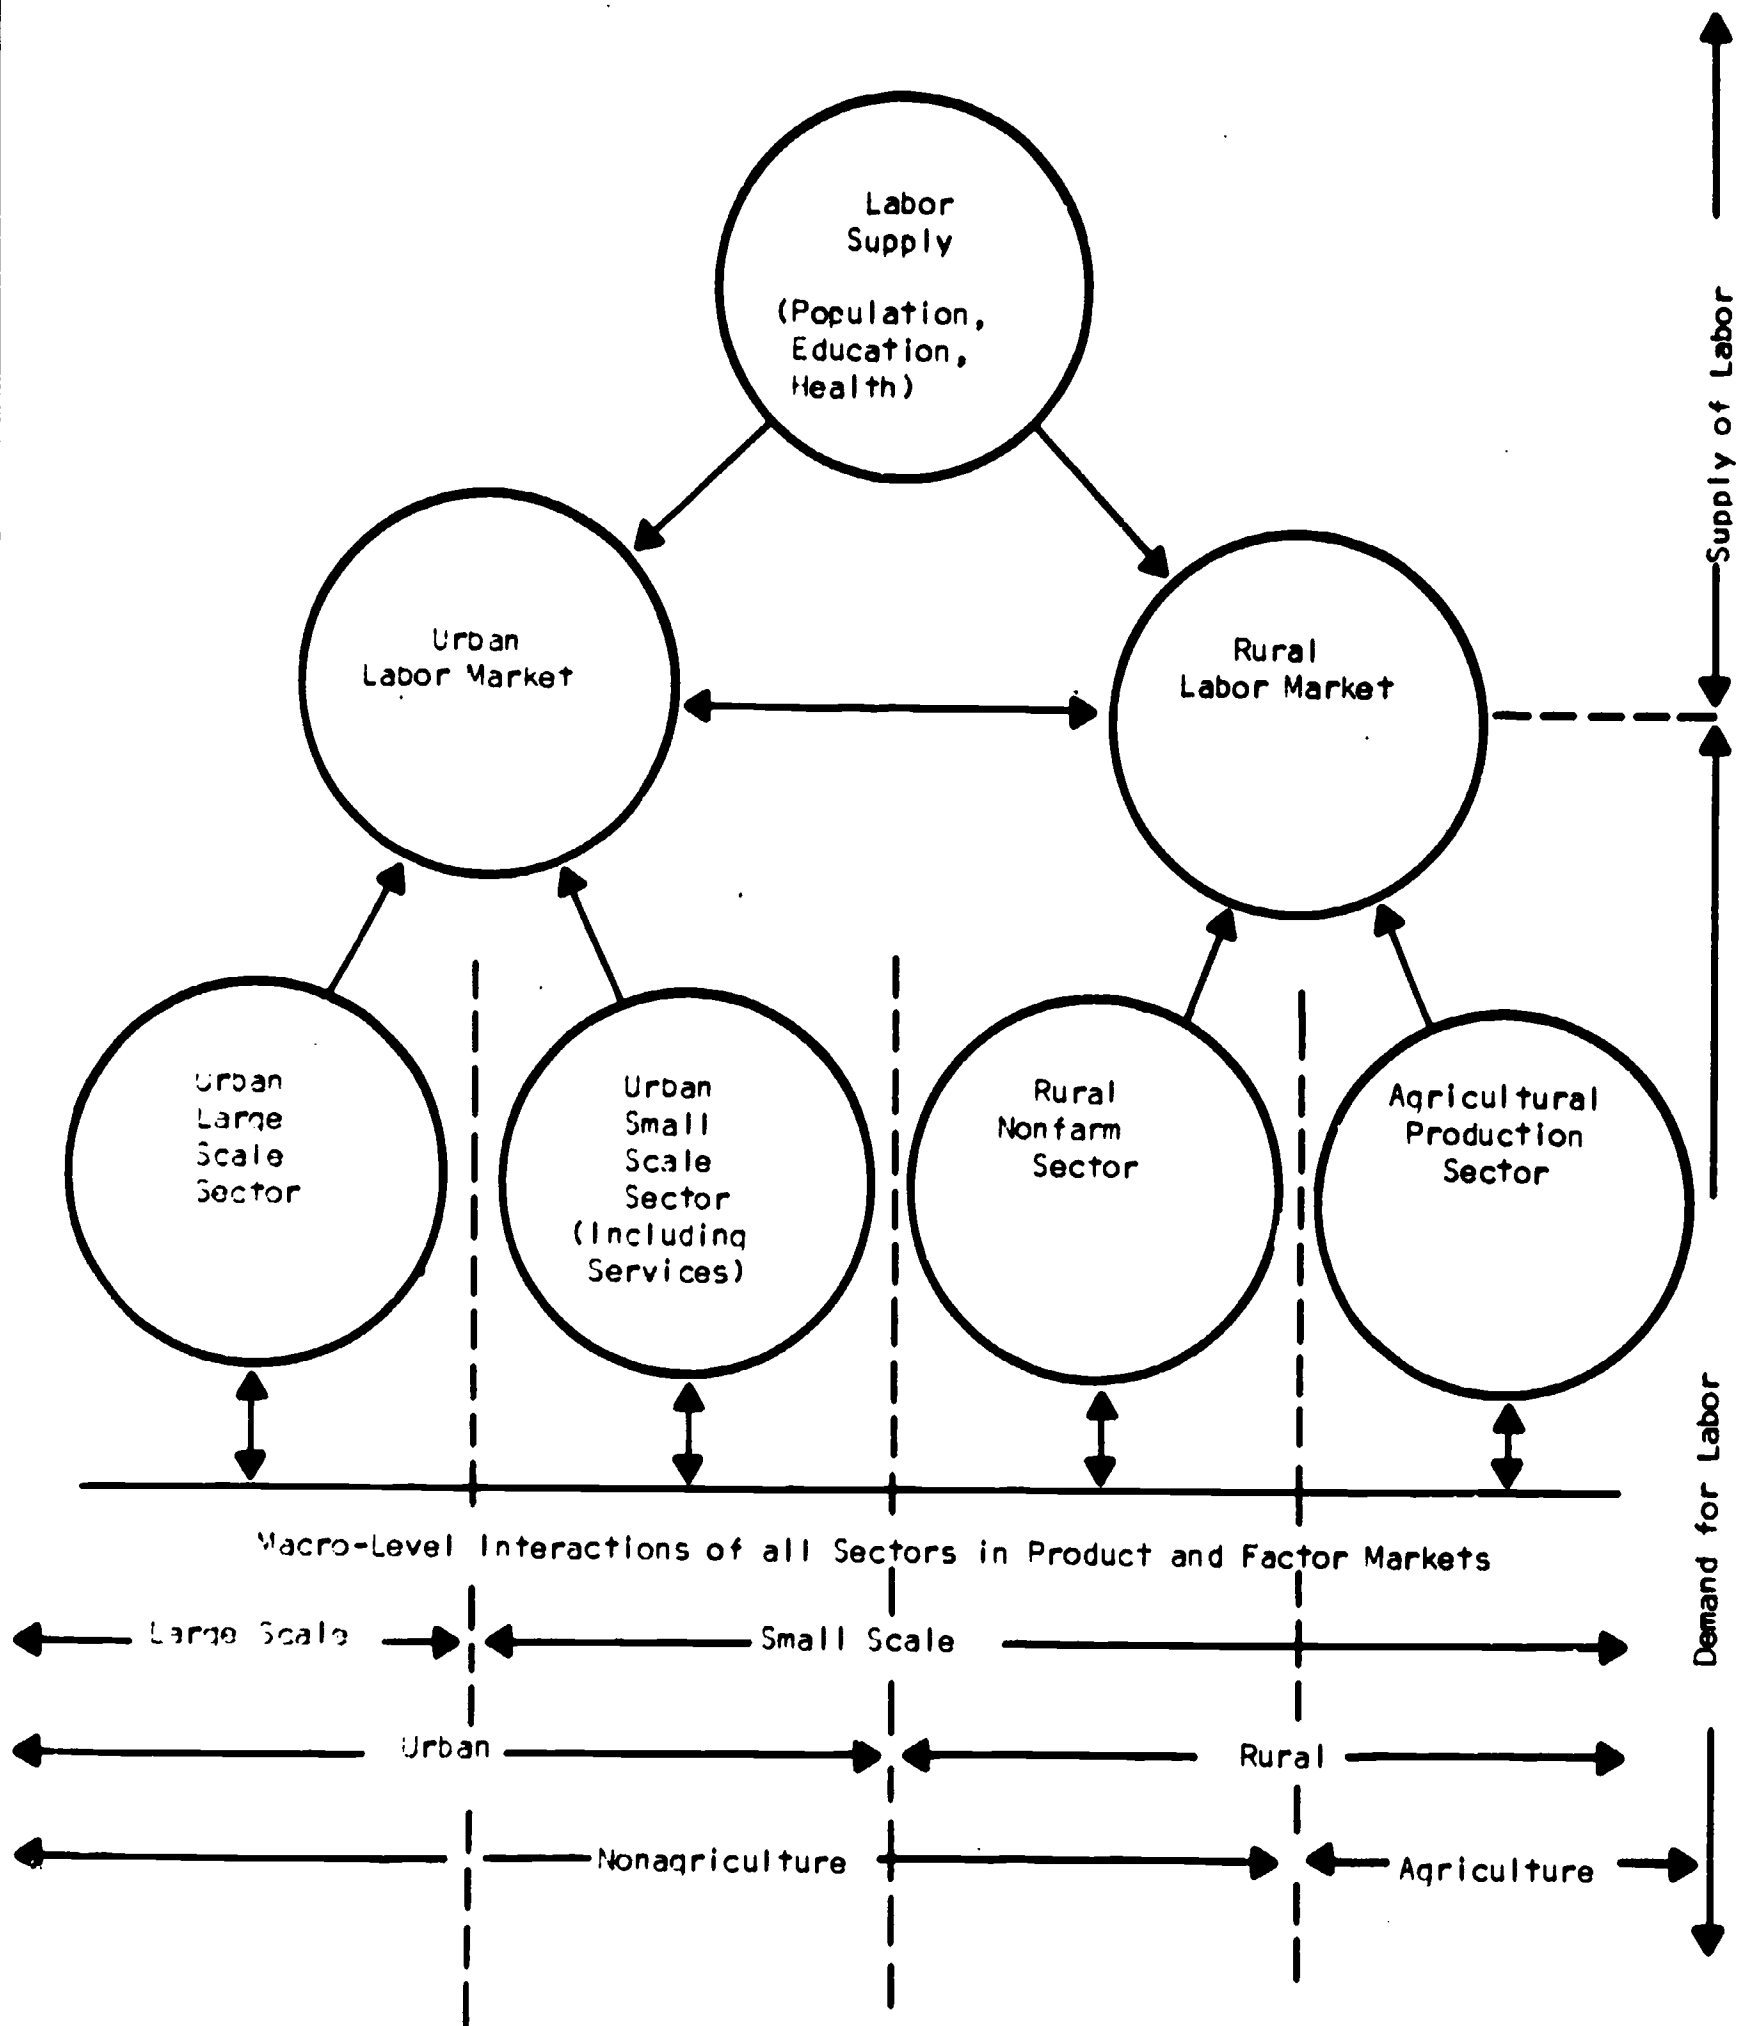 Labor
Supply
(Population,
Education,
Health)
Supply of Labor
Urban
Labor Market
Rural
Labor Market
Urban
Large
Scale
Sector
Urban
Small
Scale
Sector
(Including
Services)
Rural
Nonfarm
Sector
Agricultural
Production
Sector
Demand for Labor
Macro-Level Interactions of all Sectors in Product and Factor Markets
Large Scale
Small Scale
Urban
Rural
Nonagriculture
Agriculture